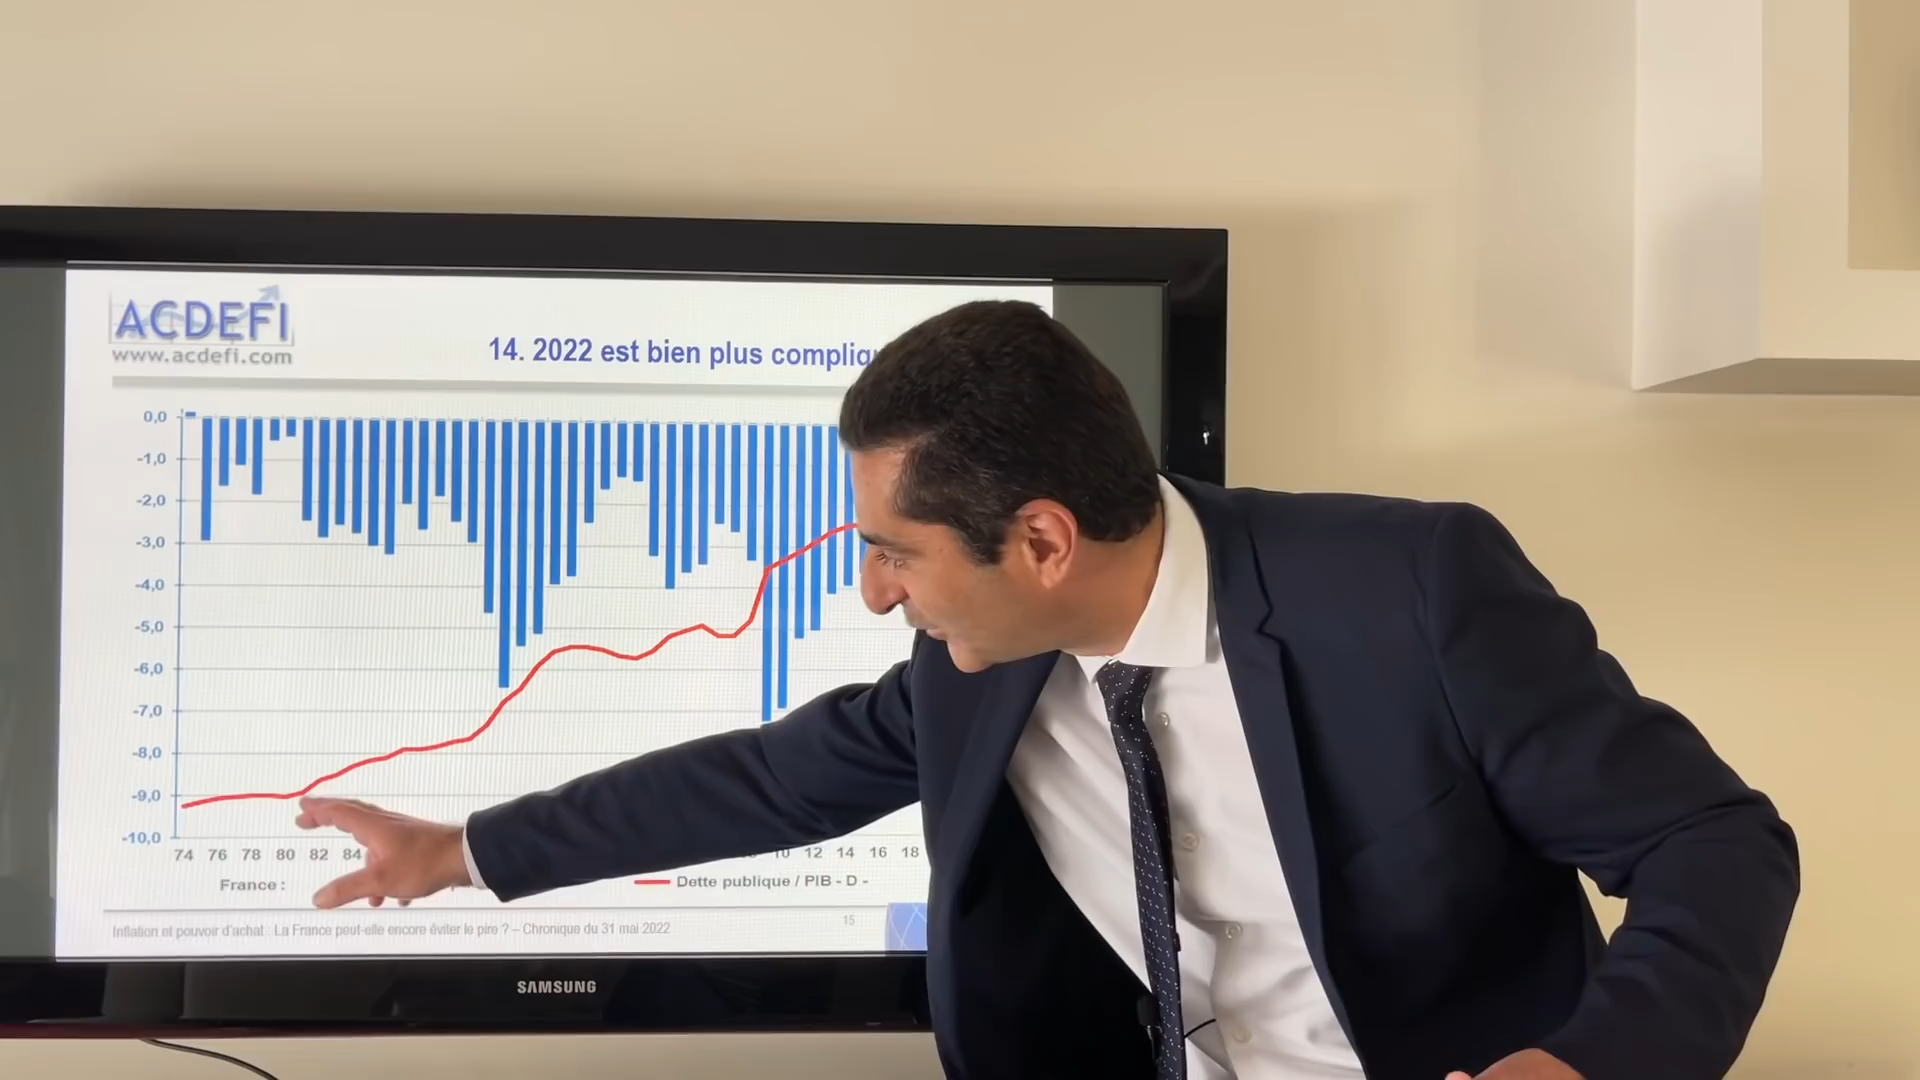 ACDEFI
www.acdefi.com
14. 2022 est bien plus
0,0
-1,0
-2,0
-3,0
-4,0
-5,0
-6,0
-7,0
-8,0
-9,0
-10,0
74 76 78 80 82 84 10 12 14 16 18
France : Dette publique / PIB - D -
Inflation et pouvoir d'achat : La France peut-elle encore éviter le pire ? – Chronique du 31 mai 2022
15
SAMSUNG